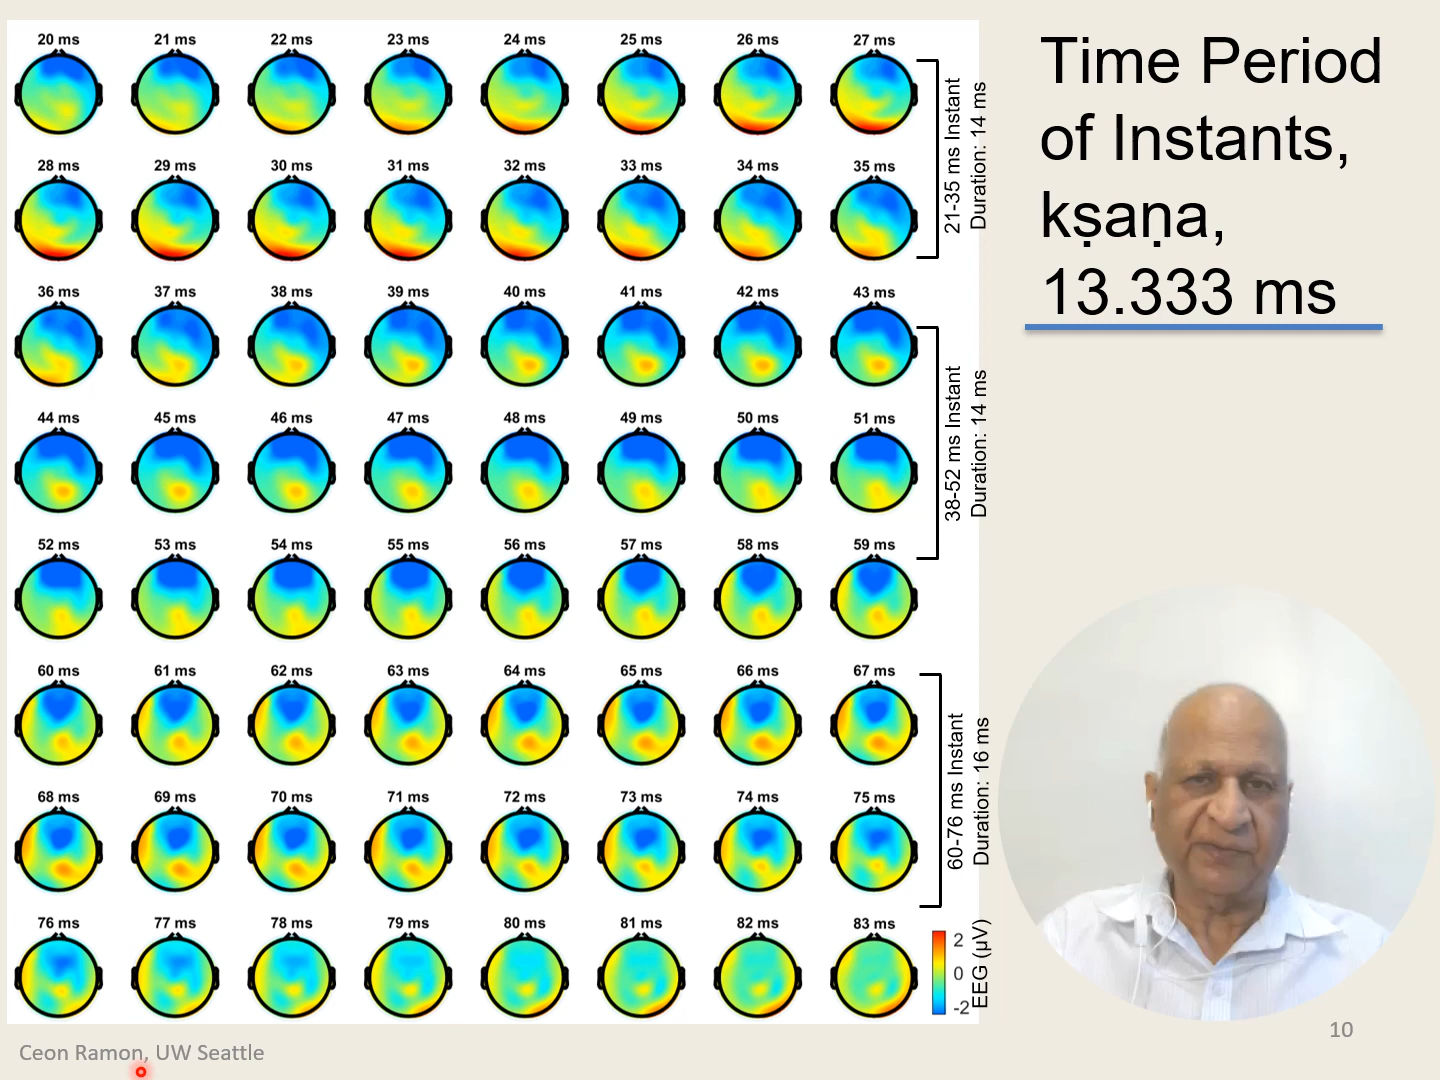 20 ms 21 ms 22 ms 23 ms 24 ms 25 ms 26 ms 27 ms
28 ms 29 ms 30 ms 31 ms 32 ms 33 ms 34 ms 35 ms
21-35 ms Instant
Duration: 14 ms
36 ms 37 ms 38 ms 39 ms 40 ms 41 ms 42 ms 43 ms
44 ms 45 ms 46 ms 47 ms 48 ms 49 ms 50 ms 51 ms
38-52 ms Instant
Duration: 14 ms
52 ms 53 ms 54 ms 55 ms 56 ms 57 ms 58 ms 59 ms
60 ms 61 ms 62 ms 63 ms 64 ms 65 ms 66 ms 67 ms
68 ms 69 ms 70 ms 71 ms 72 ms 73 ms 74 ms 75 ms
60-76 ms Instant
Duration: 16 ms
76 ms 77 ms 78 ms 79 ms 80 ms 81 ms 82 ms 83 ms
2
0
-2
EEG (µV)
Time Period
of Instants,
kṣaṇa,
13.333 ms
Ceon Ramon, UW Seattle
10